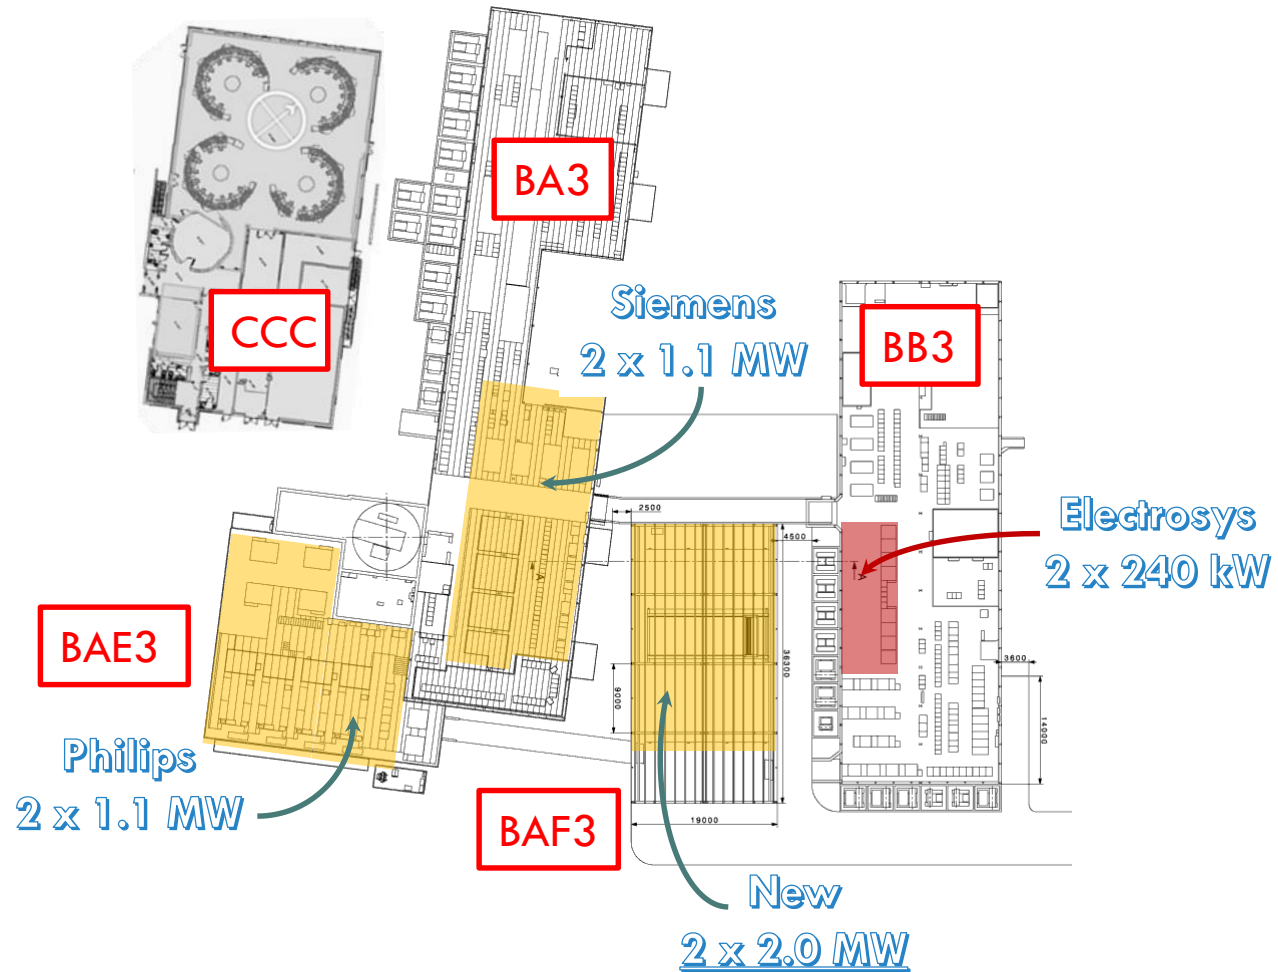 BA3
Siemens
2 x 1.1 MW
CCC
BB3
2500
4500
Electrosys
2 x 240 kW
A
A
BAE3
36300
9000
3600
14000
Philips
2 x 1.1 MW
BAF3
19000
New
2 x 2.0 MW